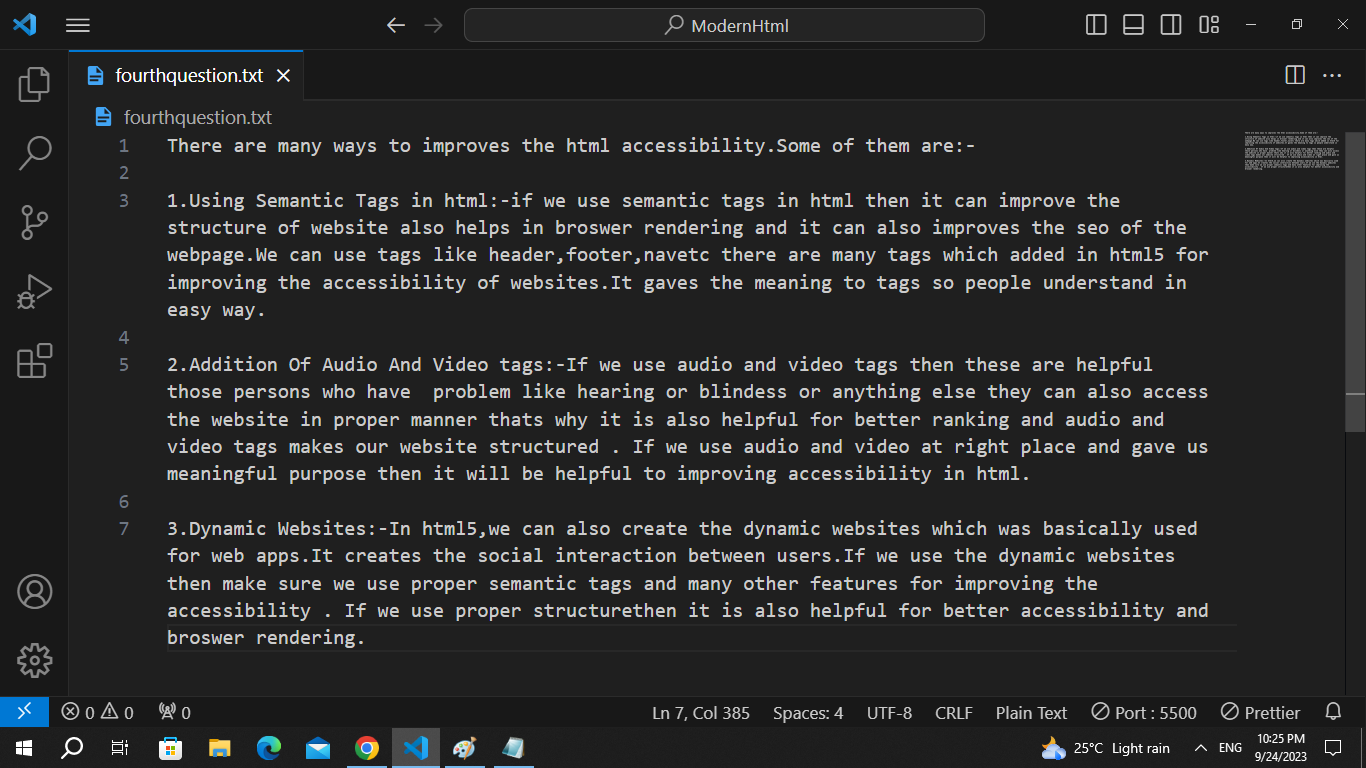 ModernHtml
fourthquestion.txt
fourthquestion.txt
1 There are many ways to improves the html accessibility.Some of them are:-
2
3 1.Using Semantic Tags in html:-if we use semantic tags in html then it can improve the
structure of website also helps in broswer rendering and it can also improves the seo of the
webpage.We can use tags like header,footer,navetc there are many tags which added in html5 for
improving the accessibility of websites.It gaves the meaning to tags so people understand in
easy way.
4
5 2.Addition Of Audio And Video tags:-If we use audio and video tags then these are helpful
those persons who have  problem like hearing or blindess or anything else they can also access
the website in proper manner thats why it is also helpful for better ranking and audio and
video tags makes our website structured . If we use audio and video at right place and gave us
meaningful purpose then it will be helpful to improving accessibility in html.
6
7 3.Dynamic Websites:-In html5,we can also create the dynamic websites which was basically used
for web apps.It creates the social interaction between users.If we use the dynamic websites
then make sure we use proper semantic tags and many other features for improving the
accessibility . If we use proper structurethen it is also helpful for better accessibility and
broswer rendering.
0 0 0 Ln 7, Col 385 Spaces: 4 UTF-8 CRLF Plain Text Port : 5500 Prettier
25°C Light rain ENG 10:25 PM
9/24/2023